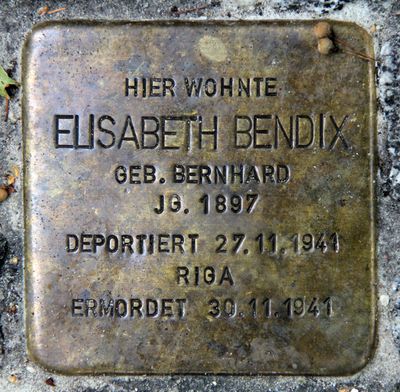 HIER WOHNTE
ELISABETH BENDIX
GEB. BERNHARD
JG. 1897
DEPORTIERT 27.11.1941
RIGA
ERMORDET 30.11.1941